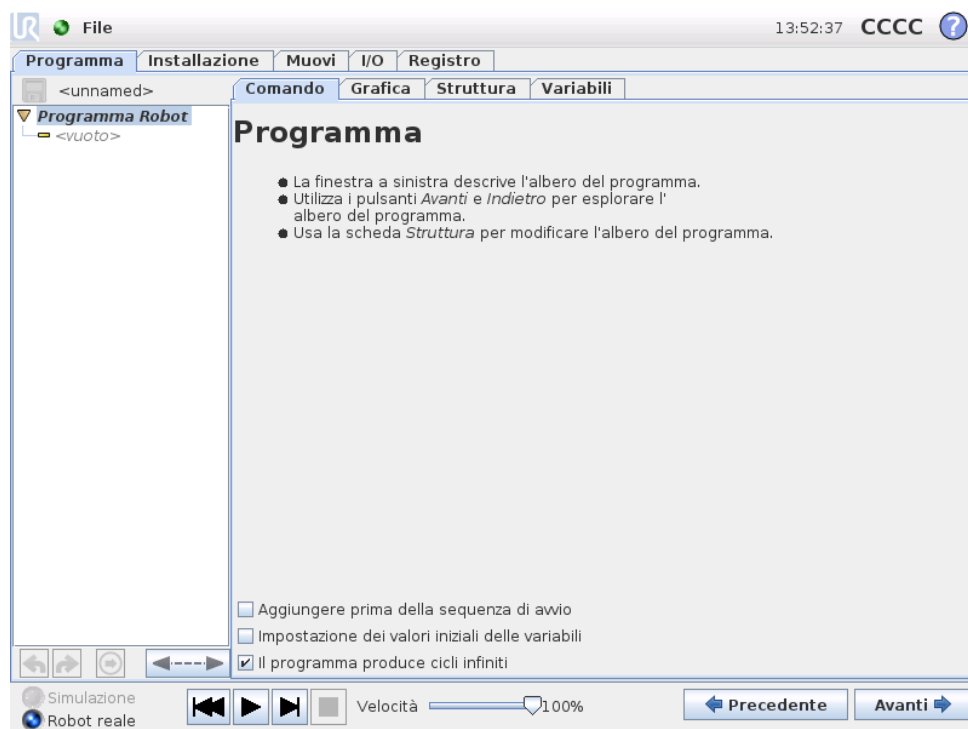 UR File 13:52:37 CCCC ?
Programma Installazione Muovi I/O Registro
<unnamed>
Comando Grafica Struttura Variabili
Programma Robot
<vuoto>
Programma
La finestra a sinistra descrive l'albero del programma.
Utilizza i pulsanti Avanti e Indietro per esplorare l'
albero del programma.
Usa la scheda Struttura per modificare l'albero del programma.
Aggiungere prima della sequenza di avvio
Impostazione dei valori iniziali delle variabili
Il programma produce cicli infiniti
Simulazione
Robot reale
Velocità 100%
Precedente Avanti